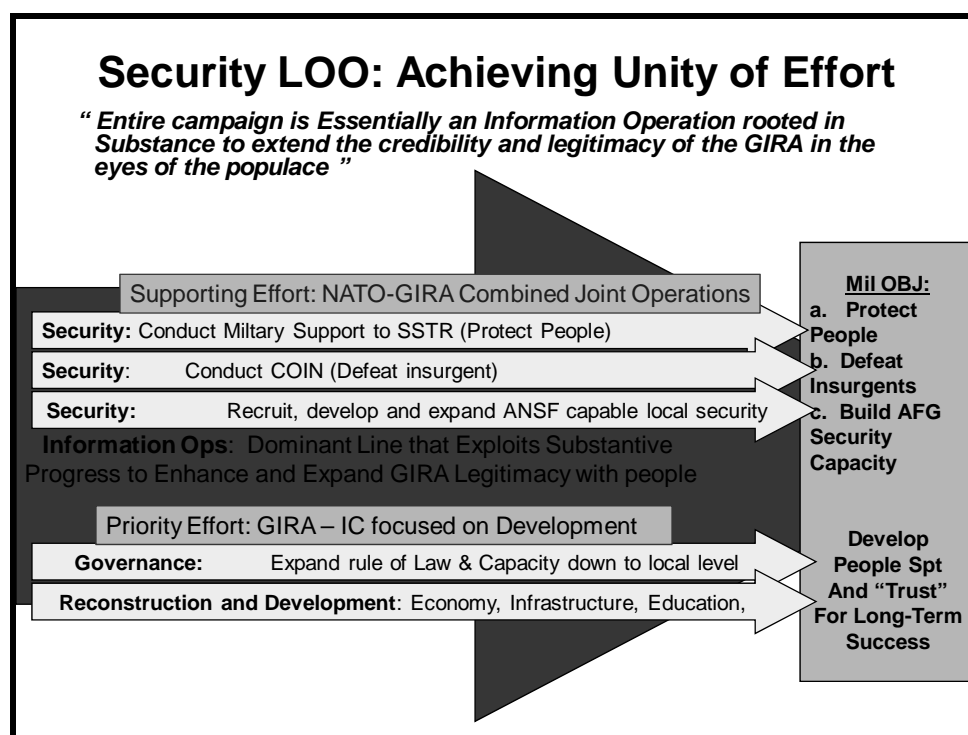 Security LOO: Achieving Unity of Effort
“ Entire campaign is Essentially an Information Operation rooted in
Substance to extend the credibility and legitimacy of the GIRA in the
eyes of the populace ”
Supporting Effort: NATO-GIRA Combined Joint Operations
Security: Conduct Miltary Support to SSTR (Protect People)
Security: Conduct COIN (Defeat insurgent)
Security: Recruit, develop and expand ANSF capable local security
Information Ops: Dominant Line that Exploits Substantive
Progress to Enhance and Expand GIRA Legitimacy with people
Priority Effort: GIRA – IC focused on Development
Governance: Expand rule of Law & Capacity down to local level
Reconstruction and Development: Economy, Infrastructure, Education,
Mil OBJ:
a. Protect
People
b. Defeat
Insurgents
c. Build AFG
Security
Capacity
Develop
People Spt
And “Trust”
For Long-Term
Success